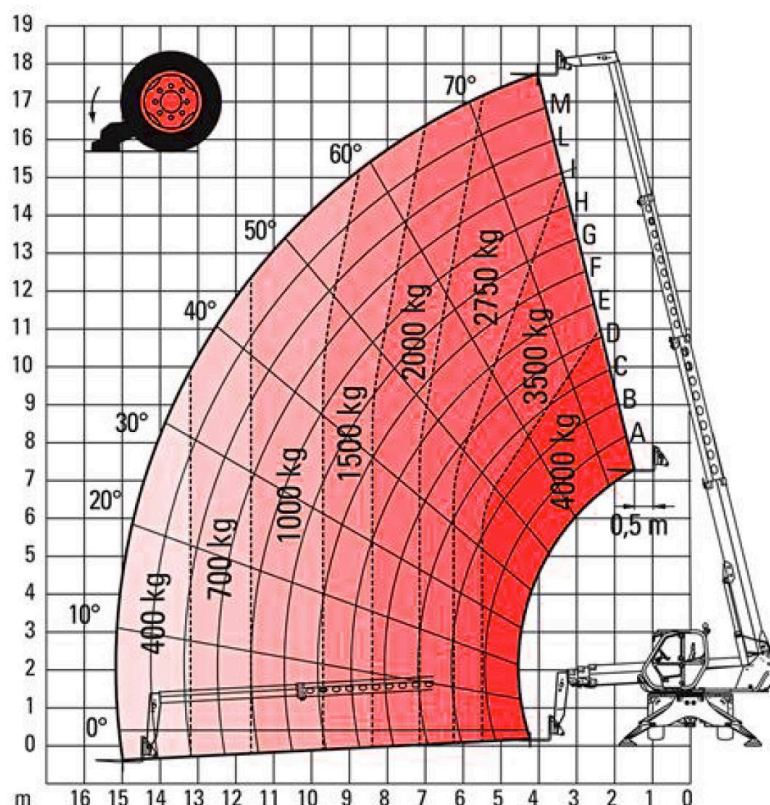 19
18
17
16
15
14
13
12
11
10
9
8
7
6
5
4
3
2
1
0
m
70°
60°
50°
40°
30°
20°
10°
0°
M
L
I
H
G
F
E
D
C
B
A
400 kg
700 kg
1000 kg
1500 kg
2000 kg
2750 kg
3500 kg
4000 kg
0,5 m
m 16 15 14 13 12 11 10 9 8 7 6 5 4 3 2 1 0